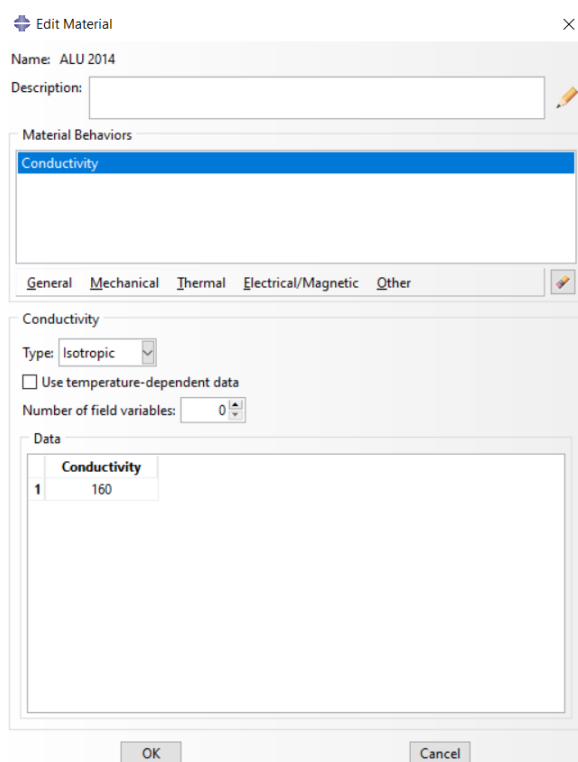 Edit Material
Name: ALU 2014
Description:
Material Behaviors
Conductivity
General Mechanical Thermal Electrical/Magnetic Other
Conductivity
Type: Isotropic
Use temperature-dependent data
Number of field variables: 0
Data
Conductivity
1 160
OK Cancel